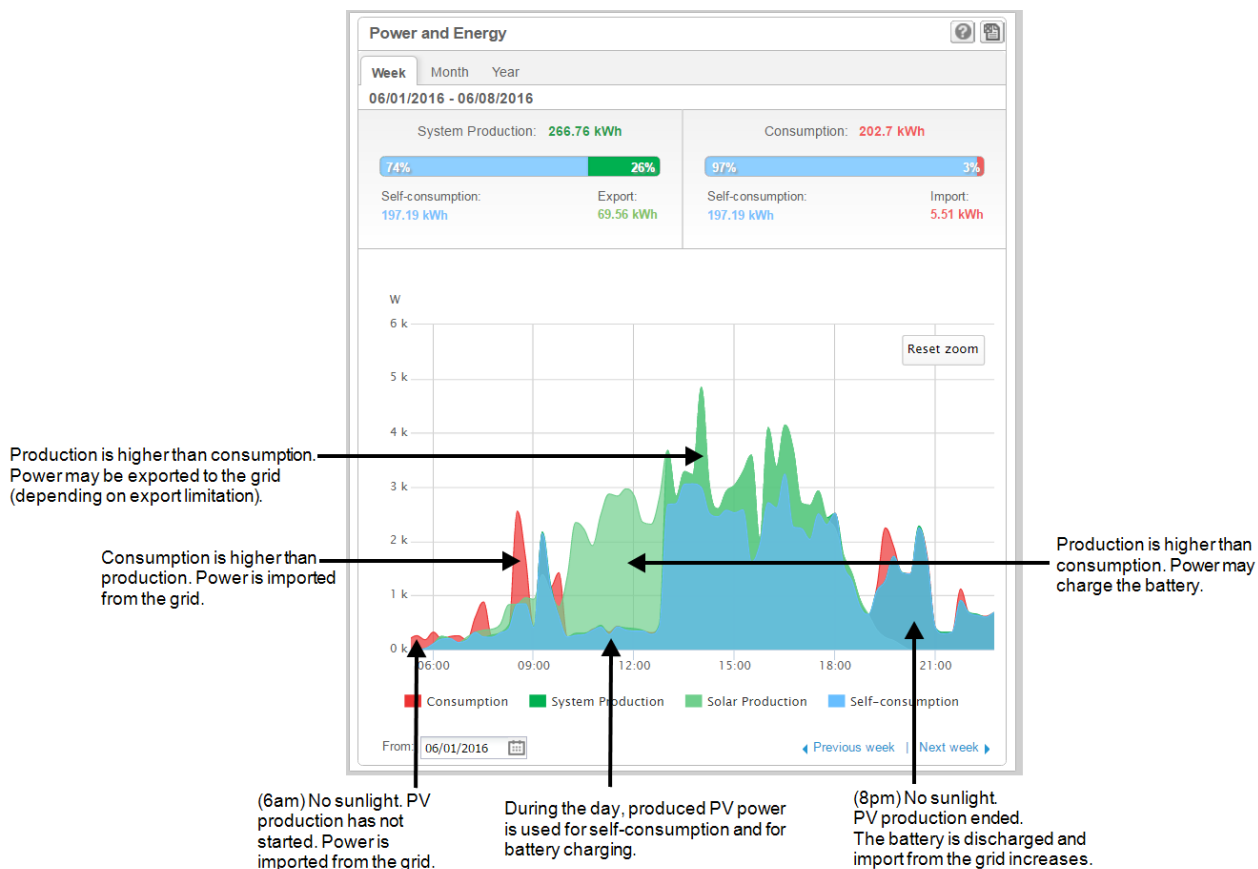 Power and Energy
Week Month Year
06/01/2016 - 06/08/2016
System Production: 266.76 kWh
74% 26%
Self-consumption: Export:
197.19 kWh 69.56 kWh
Consumption: 202.7 kWh
97% 3%
Self-consumption: Import:
197.19 kWh 5.51 kWh
W
6 k
Reset zoom
5 k
4 k
3 k
2 k
1 k
0 k
06:00 09:00 12:00 15:00 18:00 21:00
Consumption System Production Solar Production Self-consumption
From: 06/01/2016 Previous week | Next week
Production is higher than consumption.
Power may be exported to the grid
(depending on export limitation).
Consumption is higher than
production. Power is imported
from the grid.
Production is higher than
consumption. Power may
charge the battery.
(6am) No sunlight. PV
production has not
started. Power is
imported from the grid.
During the day, produced PV power
is used for self-consumption and for
battery charging.
(8pm) No sunlight.
PV production ended.
The battery is discharged and
import from the grid increases.